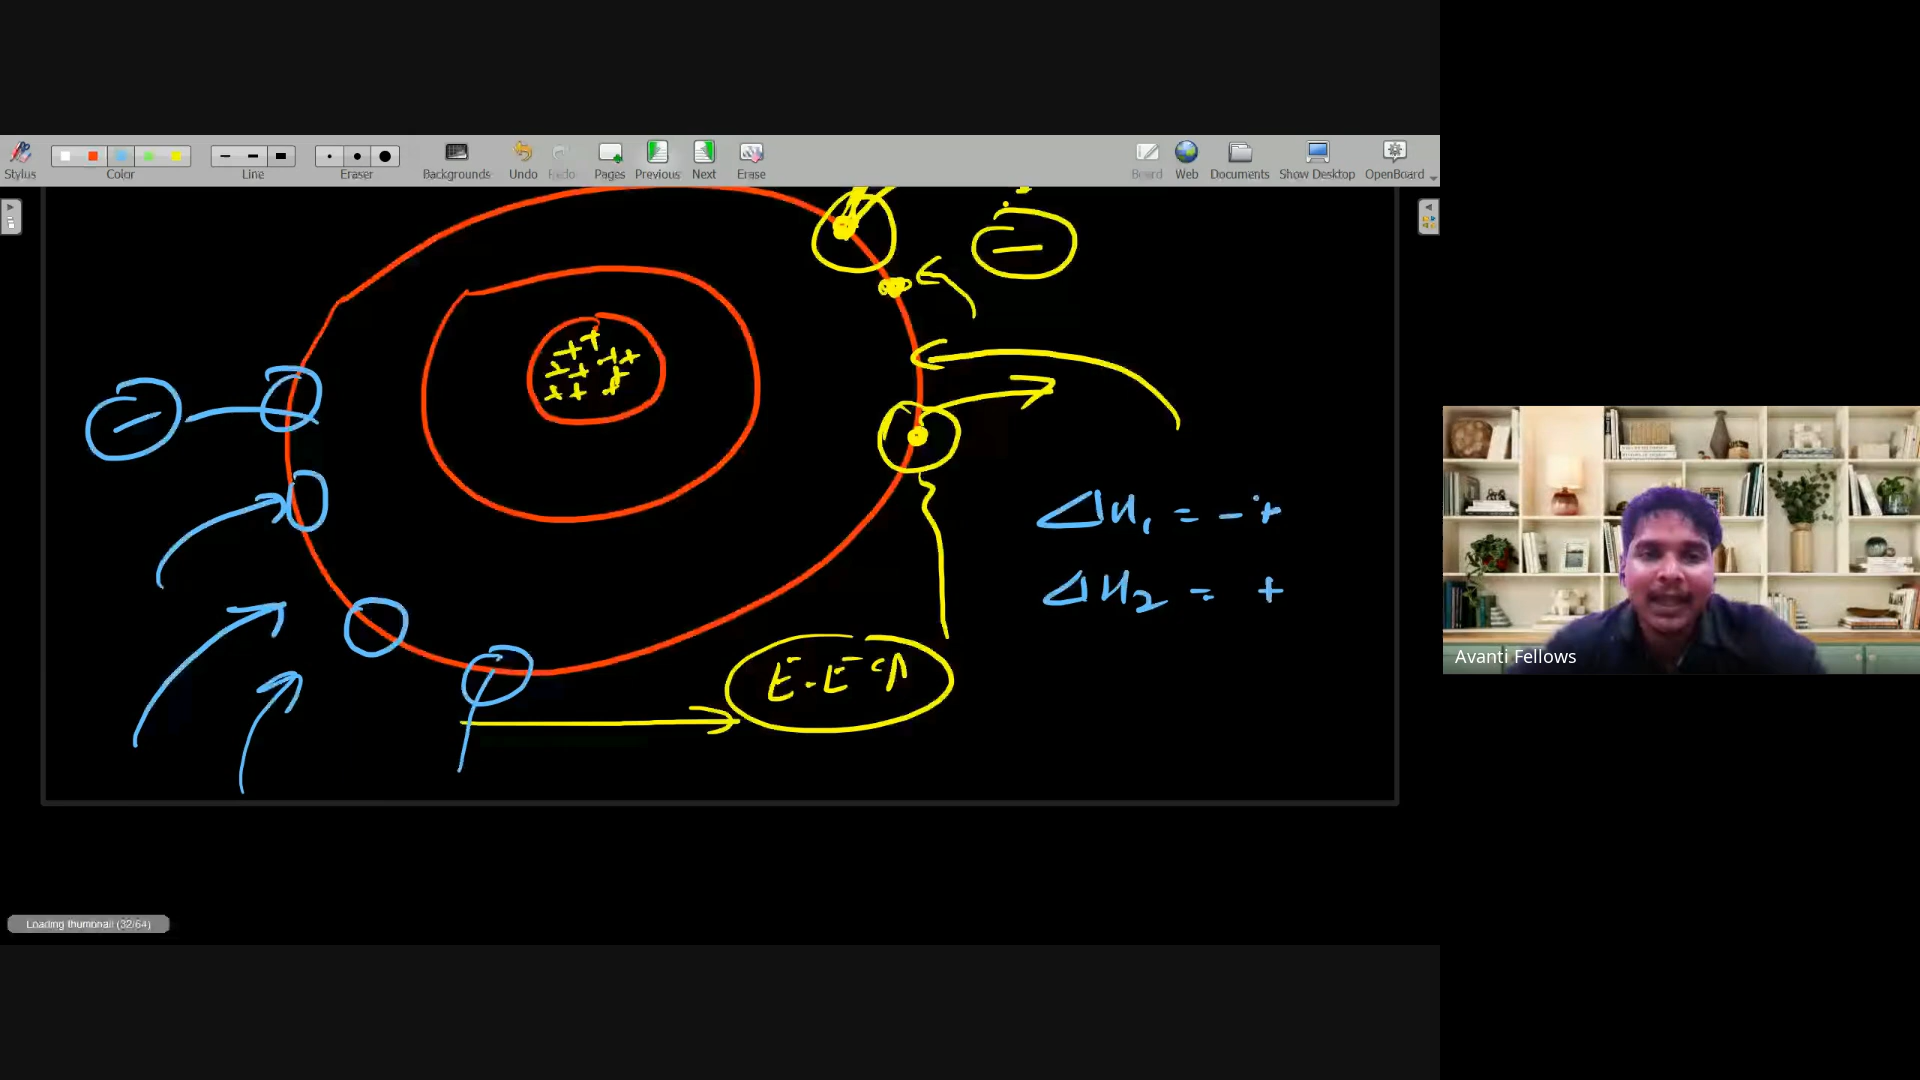 Stylus Color Line Eraser Backgrounds Undo Redo Pages Previous Next Erase Board Web Documents Show Desktop OpenBoard
ΔH₁ = - +
ΔH₂ = +
Avanti Fellows
Loading thumbnail (32/64)